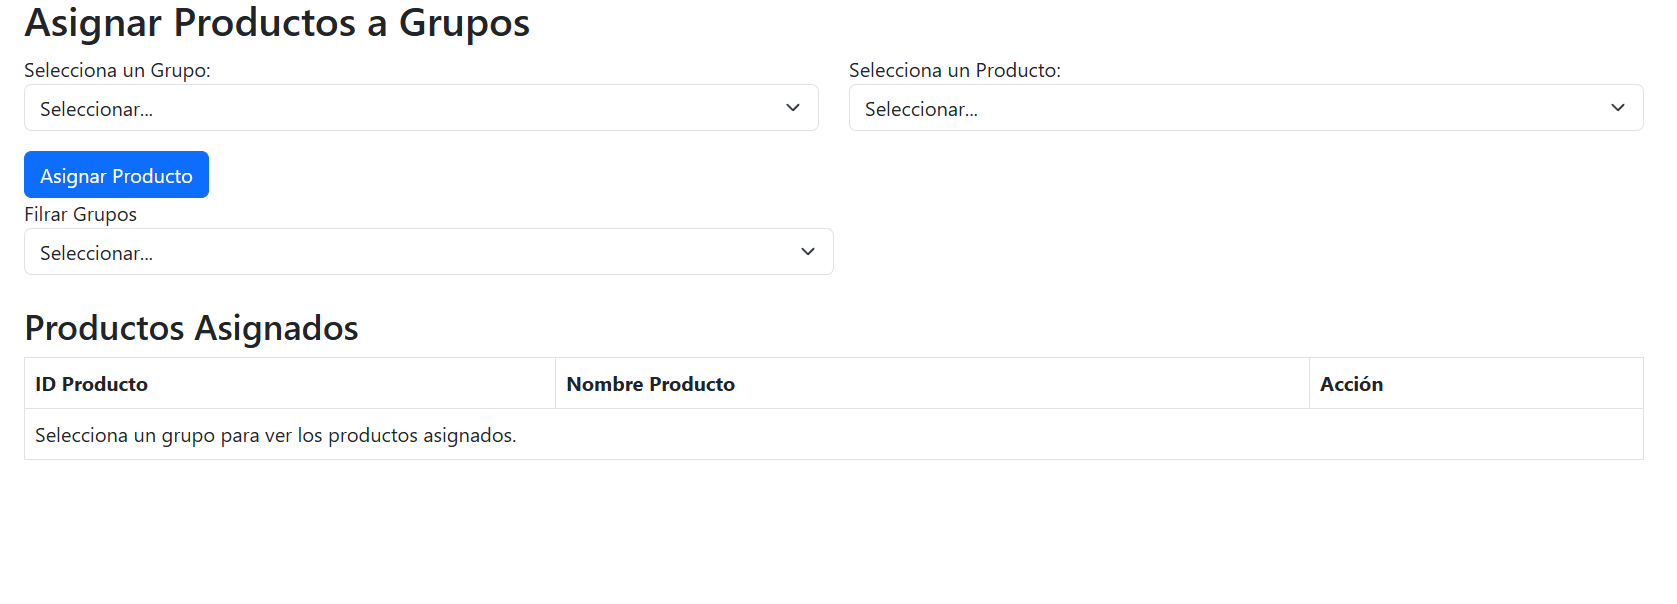 Asignar Productos a Grupos
Selecciona un Grupo:
Selecciona un Producto:
Seleccionar...
Seleccionar...
Asignar Producto
Filrar Grupos
Seleccionar...
Productos Asignados
ID Producto
Nombre Producto
Acción
Selecciona un grupo para ver los productos asignados.